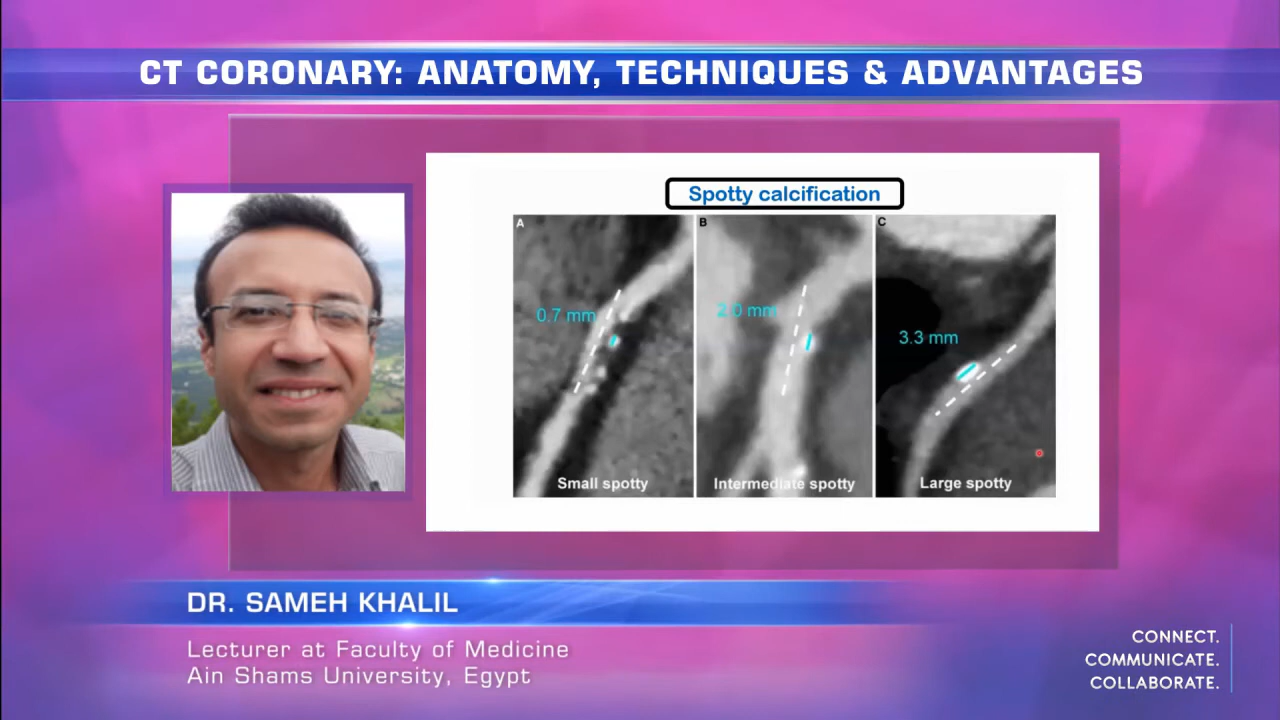 CT CORONARY: ANATOMY, TECHNIQUES & ADVANTAGES
Spotty calcification
A
B
C
0.7 mm
2.0 mm
3.3 mm
Small spotty
Intermediate spotty
Large spotty
DR. SAMEH KHALIL
Lecturer at Faculty of Medicine
Ain Shams University, Egypt
CONNECT.
COMMUNICATE.
COLLABORATE.